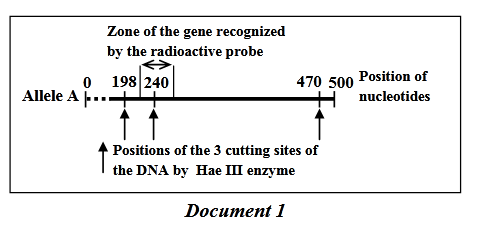 Zone of the gene recognized
by the radioactive probe
0 198 240 470 500 Position of
Allele A nucleotides
Positions of the 3 cutting sites of
the DNA by Hae III enzyme
Document 1